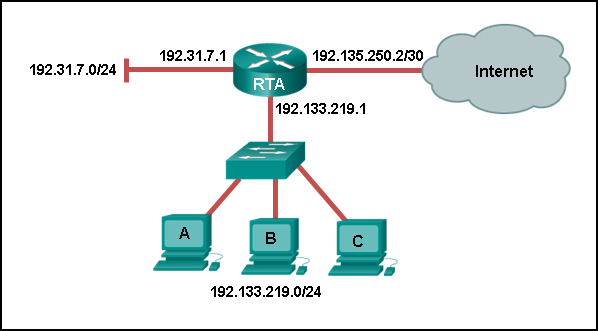 192.31.7.1
192.135.250.2/30
192.31.7.0/24
Internet
RTA
192.133.219.1
A
B
C
192.133.219.0/24